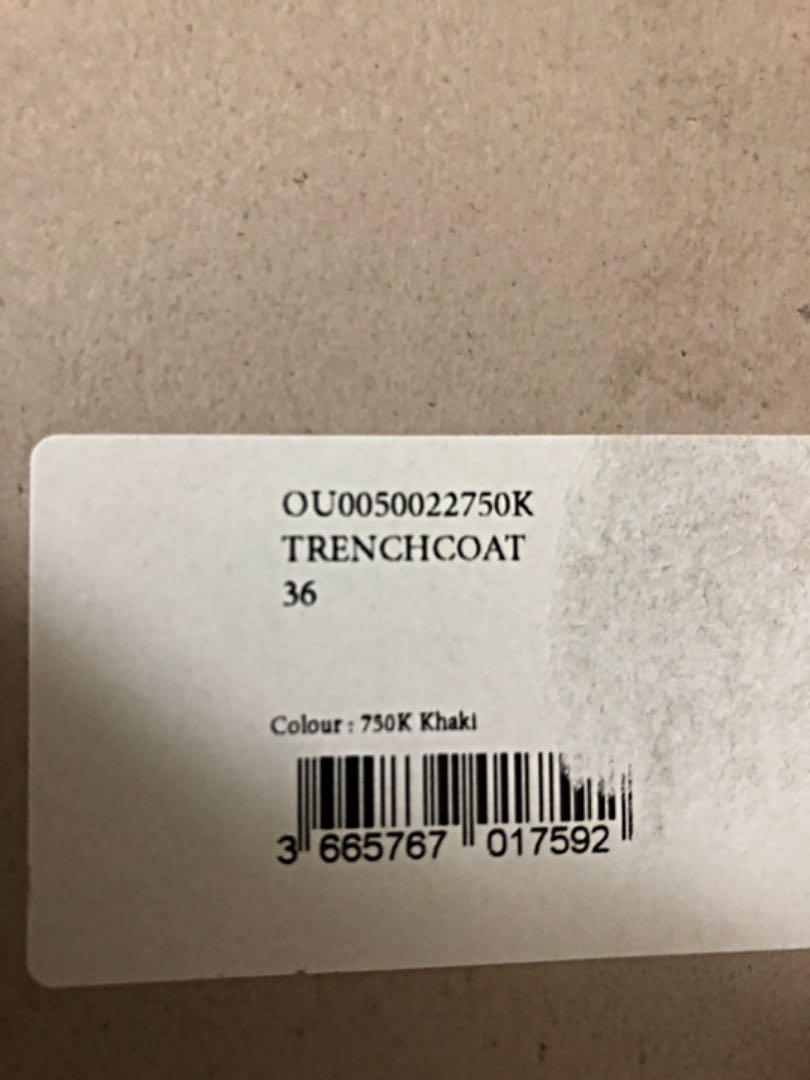 OU0050022750K
TRENCHCOAT
36
Colour : 750K Khaki
3 665767 017592